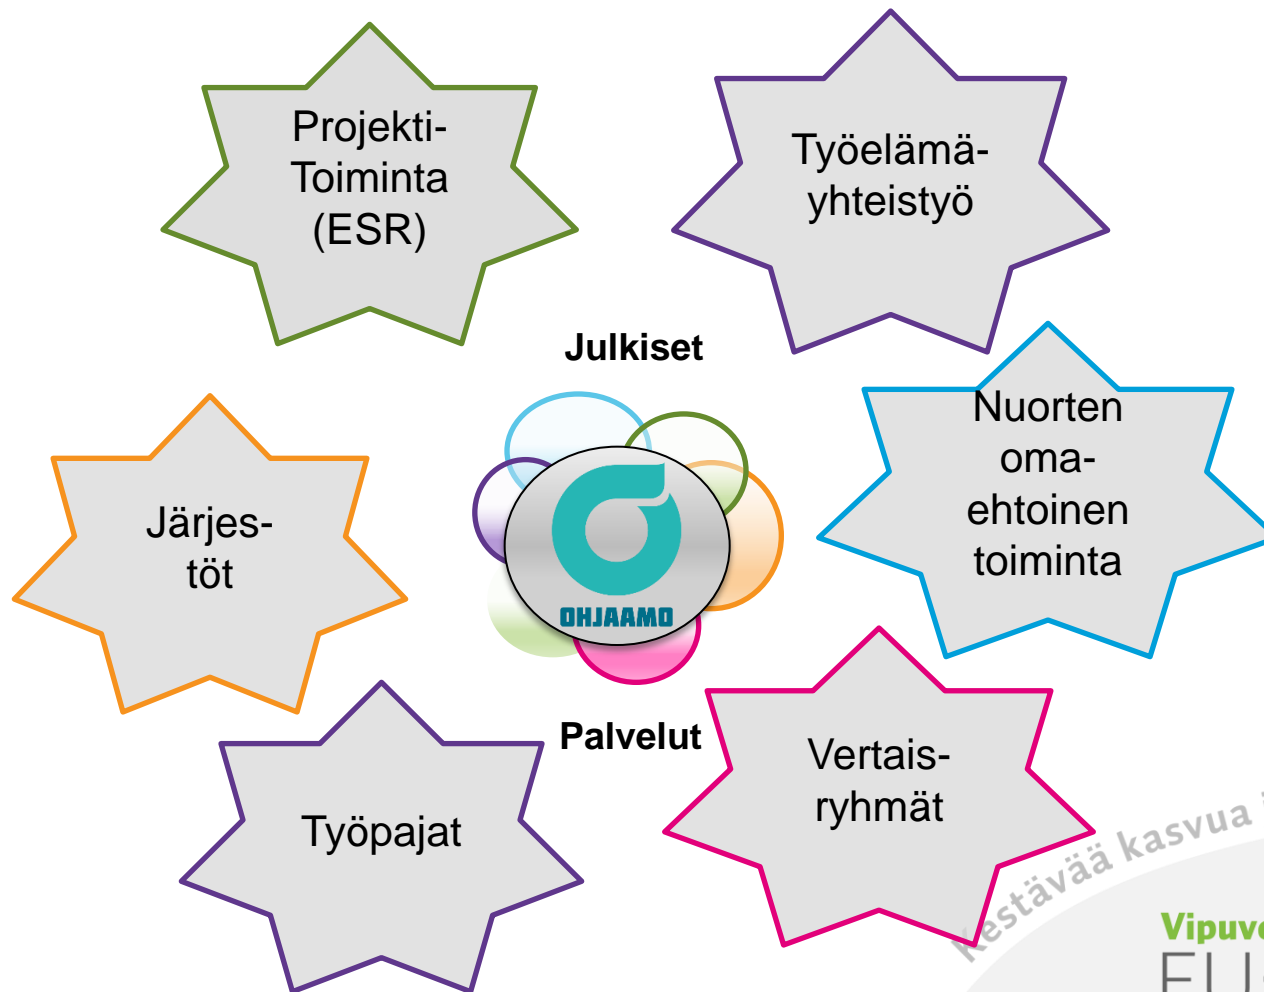 Projekti-
Toiminta
(ESR)
Työelämä-
yhteistyö
Julkiset
Nuorten
oma-
ehtoinen
toiminta
Järjes-
töt
OHJAAMO
Palvelut
Vertais-
ryhmät
Työpajat
Kestävää kasvua